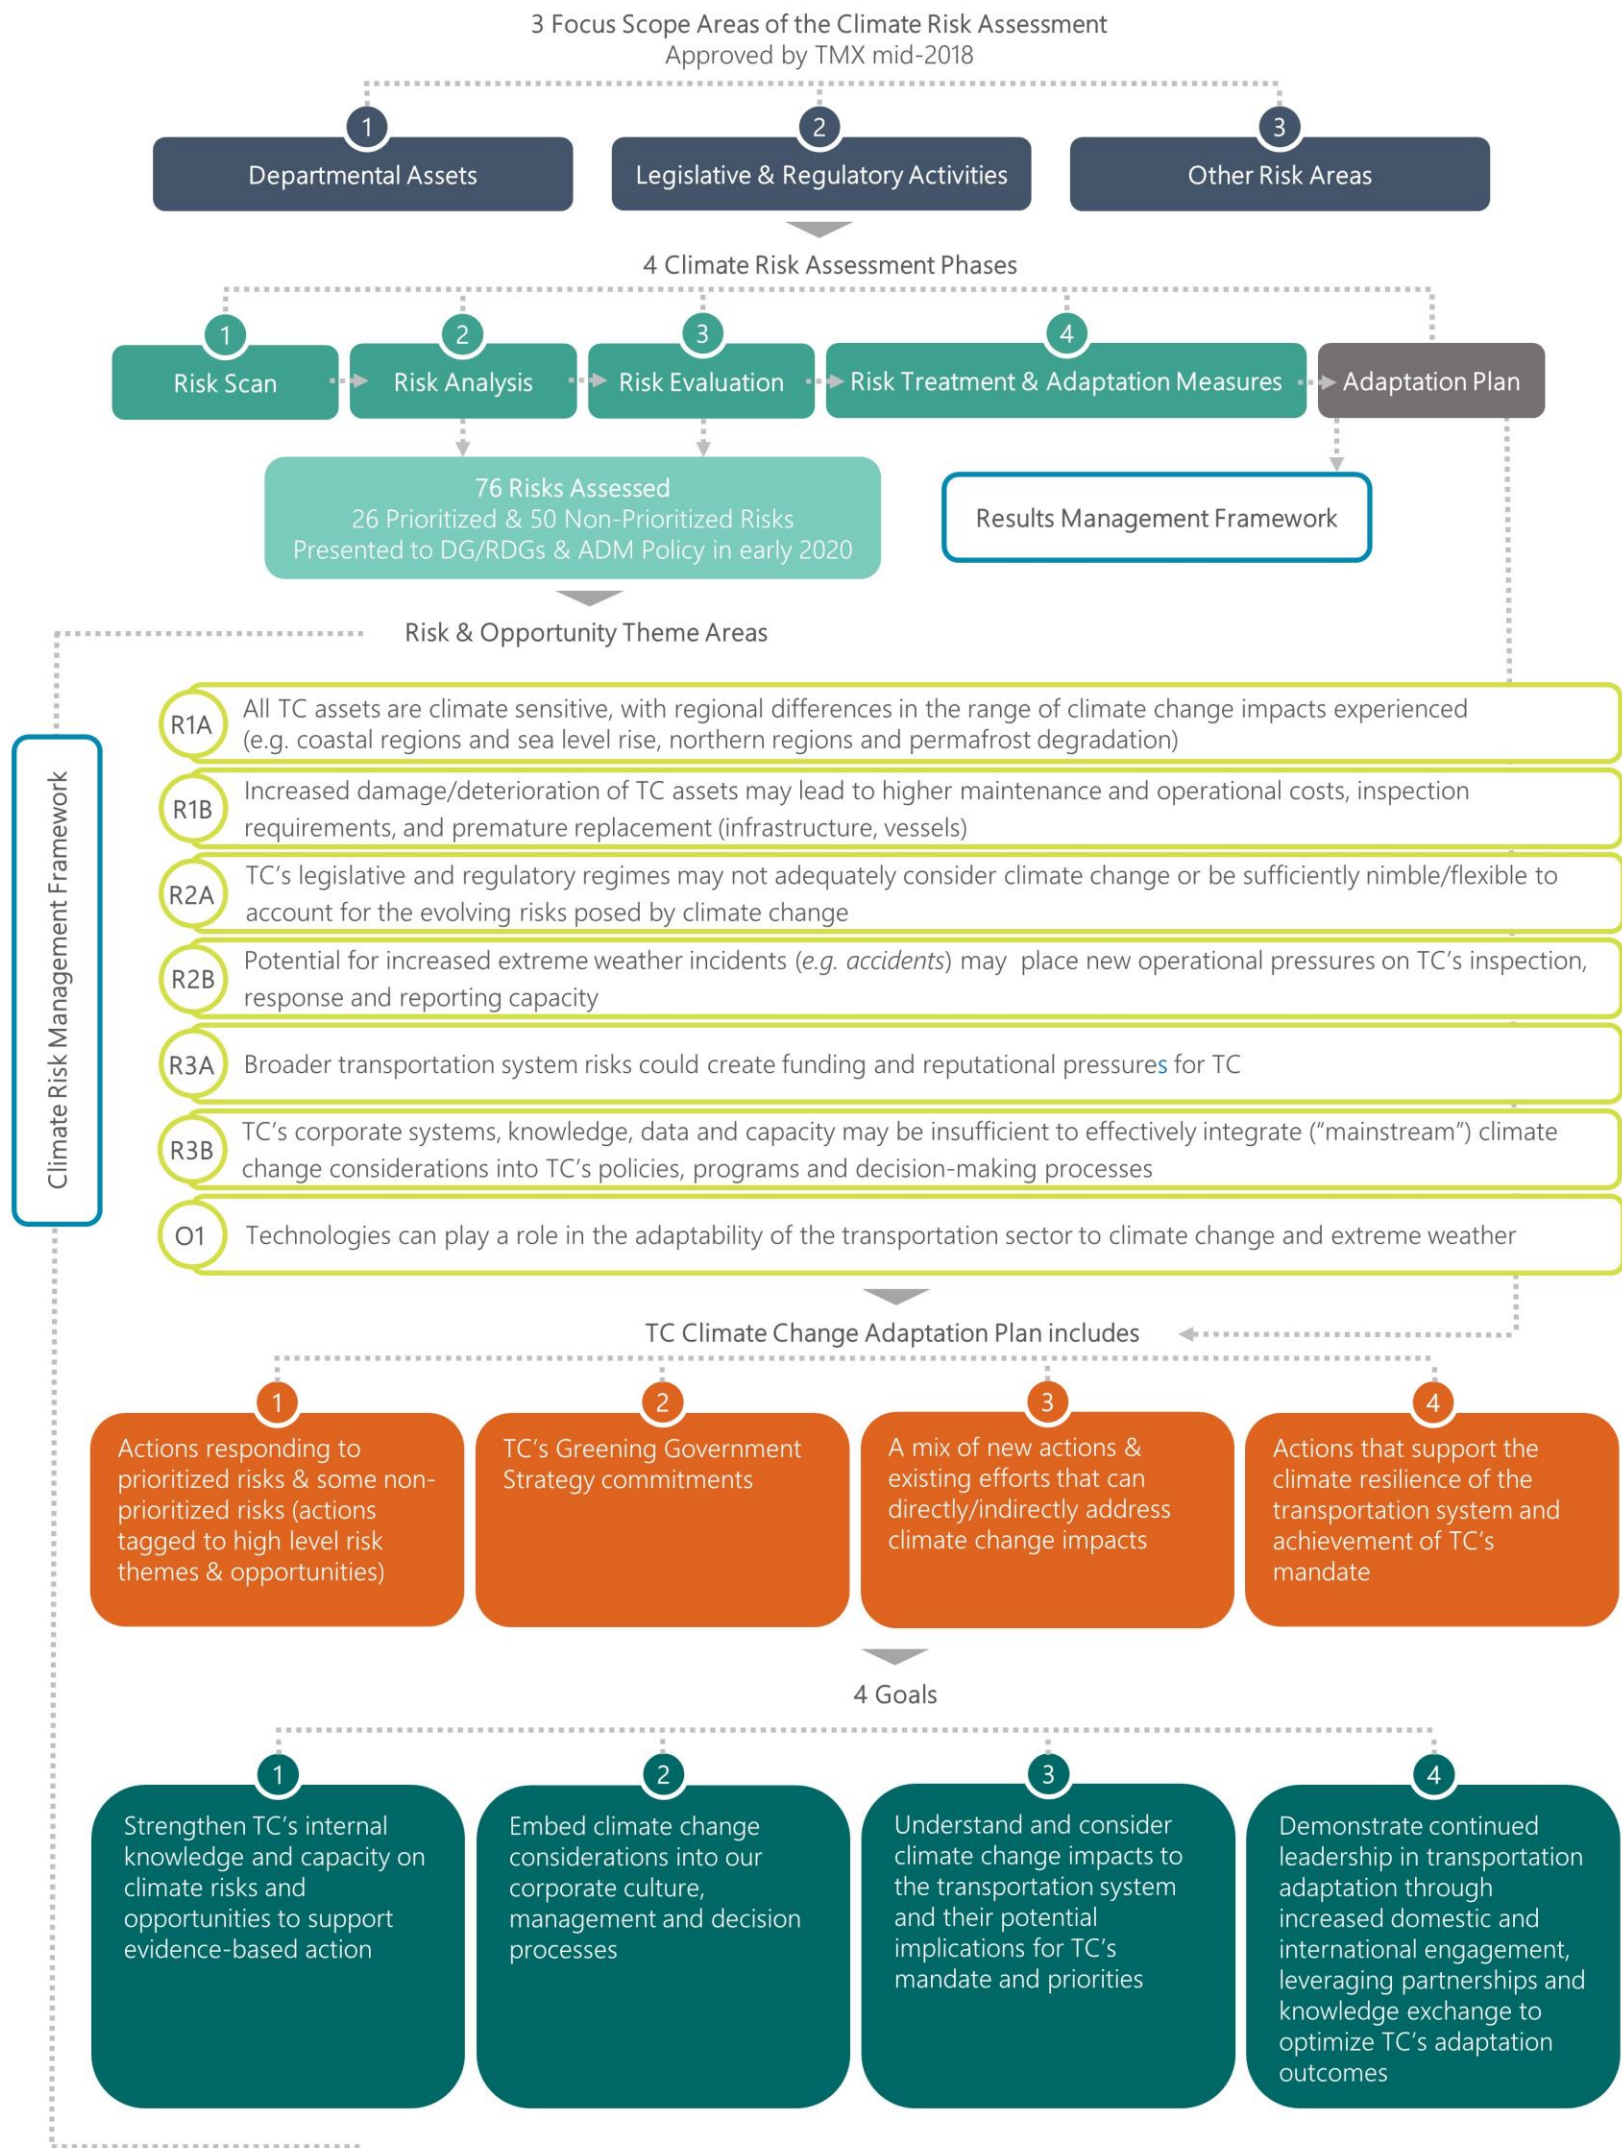 3 Focus Scope Areas of the Climate Risk Assessment
Approved by TMX mid-2018
1
2
3
Departmental Assets
Legislative & Regulatory Activities
Other Risk Areas
4 Climate Risk Assessment Phases
1
2
3
4
Risk Scan
Risk Analysis
Risk Evaluation
Risk Treatment & Adaptation Measures
Adaptation Plan
76 Risks Assessed
26 Prioritized & 50 Non-Prioritized Risks
Presented to DG/RDGs & ADM Policy in early 2020
Results Management Framework
Risk & Opportunity Theme Areas
Climate Risk Management Framework
R1A
All TC assets are climate sensitive, with regional differences in the range of climate change impacts experienced
(e.g. coastal regions and sea level rise, northern regions and permafrost degradation)
R1B
Increased damage/deterioration of TC assets may lead to higher maintenance and operational costs, inspection
requirements, and premature replacement (infrastructure, vessels)
R2A
TC's legislative and regulatory regimes may not adequately consider climate change or be sufficiently nimble/flexible to
account for the evolving risks posed by climate change
R2B
Potential for increased extreme weather incidents (e.g. accidents) may place new operational pressures on TC's inspection,
response and reporting capacity
R3A
Broader transportation system risks could create funding and reputational pressures for TC
R3B
TC's corporate systems, knowledge, data and capacity may be insufficient to effectively integrate (“mainstream”) climate
change considerations into TC's policies, programs and decision-making processes
O1
Technologies can play a role in the adaptability of the transportation sector to climate change and extreme weather
TC Climate Change Adaptation Plan includes
1
Actions responding to
prioritized risks & some non-
prioritized risks (actions
tagged to high level risk
themes & opportunities)
2
TC's Greening Government
Strategy commitments
3
A mix of new actions &
existing efforts that can
directly/indirectly address
climate change impacts
4
Actions that support the
climate resilience of the
transportation system and
achievement of TC's
mandate
4 Goals
1
Strengthen TC's internal
knowledge and capacity on
climate risks and
opportunities to support
evidence-based action
2
Embed climate change
considerations into our
corporate culture,
management and decision
processes
3
Understand and consider
climate change impacts to
the transportation system
and their potential
implications for TC's
mandate and priorities
4
Demonstrate continued
leadership in transportation
adaptation through
increased domestic and
international engagement,
leveraging partnerships and
knowledge exchange to
optimize TC's adaptation
outcomes